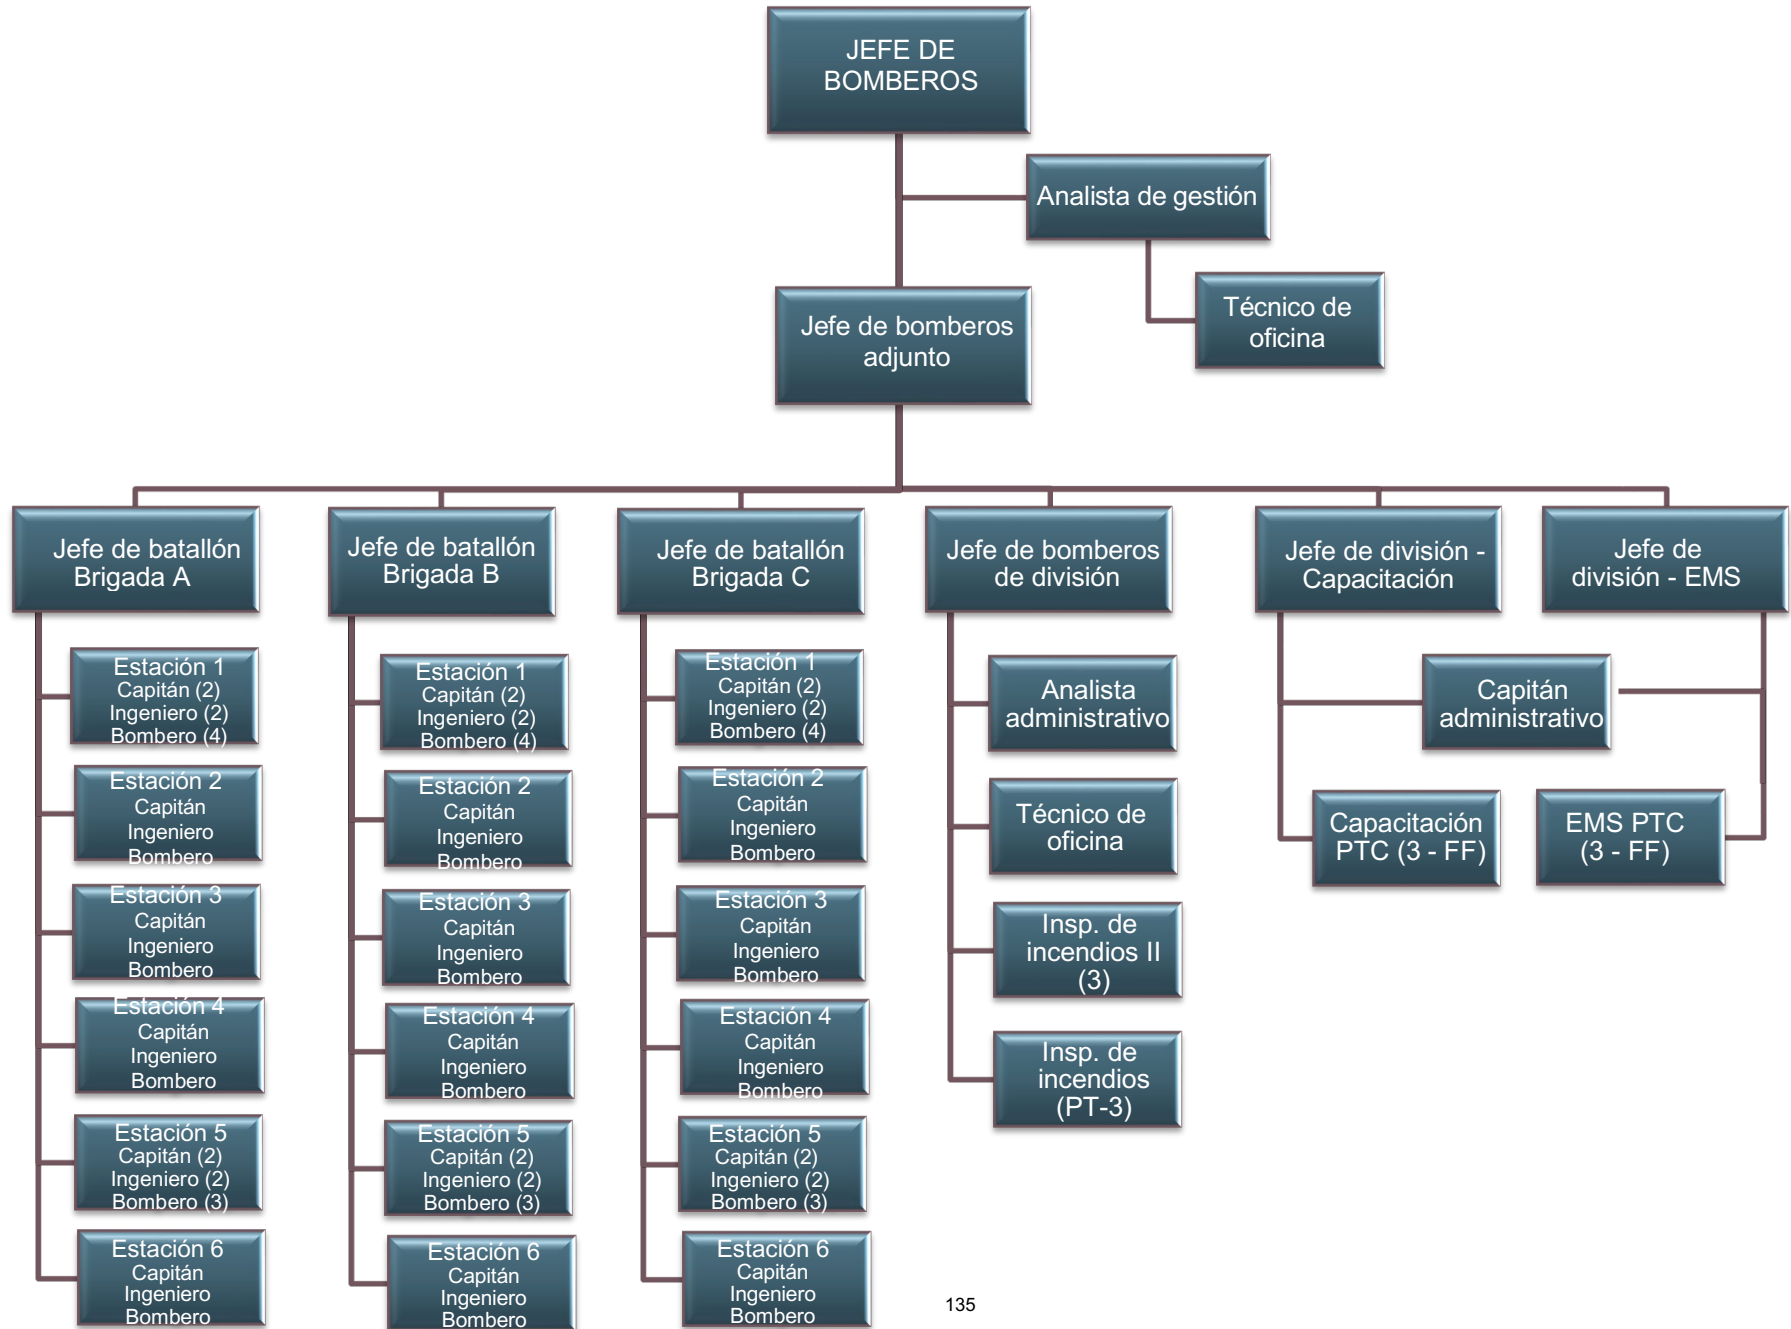 JEFE DE
BOMBEROS
Analista de gestión
Técnico de
oficina
Jefe de bomberos
adjunto
Jefe de batallón
Brigada A
Estación 1
Capitán (2)
Ingeniero (2)
Bombero (4)
Estación 2
Capitán
Ingeniero
Bombero
Estación 3
Capitán
Ingeniero
Bombero
Estación 4
Capitán
Ingeniero
Bombero
Estación 5
Capitán (2)
Ingeniero (2)
Bombero (3)
Estación 6
Capitán
Ingeniero
Bombero
Jefe de batallón
Brigada B
Estación 1
Capitán (2)
Ingeniero (2)
Bombero (4)
Estación 2
Capitán
Ingeniero
Bombero
Estación 3
Capitán
Ingeniero
Bombero
Estación 4
Capitán
Ingeniero
Bombero
Estación 5
Capitán (2)
Ingeniero (2)
Bombero (3)
Estación 6
Capitán
Ingeniero
Bombero
Jefe de batallón
Brigada C
Estación 1
Capitán (2)
Ingeniero (2)
Bombero (4)
Estación 2
Capitán
Ingeniero
Bombero
Estación 3
Capitán
Ingeniero
Bombero
Estación 4
Capitán
Ingeniero
Bombero
Estación 5
Capitán (2)
Ingeniero (2)
Bombero (3)
Estación 6
Capitán
Ingeniero
Bombero
Jefe de bomberos
de división
Analista
administrativo
Técnico de
oficina
Insp. de
incendios II
(3)
Insp. de
incendios
(PT-3)
Jefe de división -
Capacitación
Jefe de
división - EMS
Capitán
administrativo
Capacitación
PTC (3 - FF)
EMS PTC
(3 - FF)
135